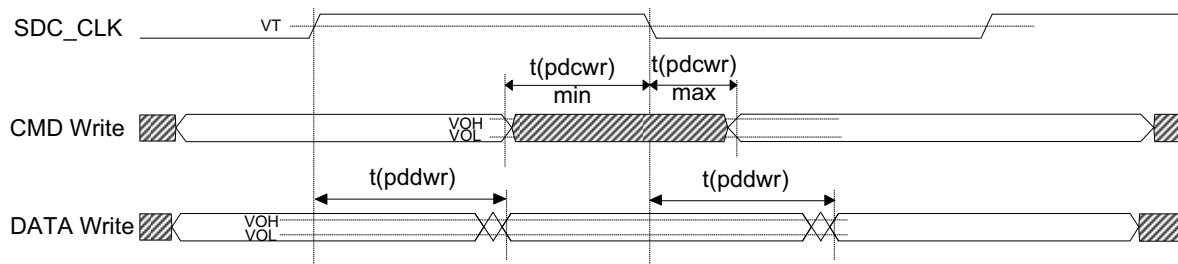 SDC_CLK
VT
t(pdcwr) min
t(pdcwr) max
CMD Write
VOH
VOL
t(pddwr)
t(pddwr)
DATA Write
VOH
VOL